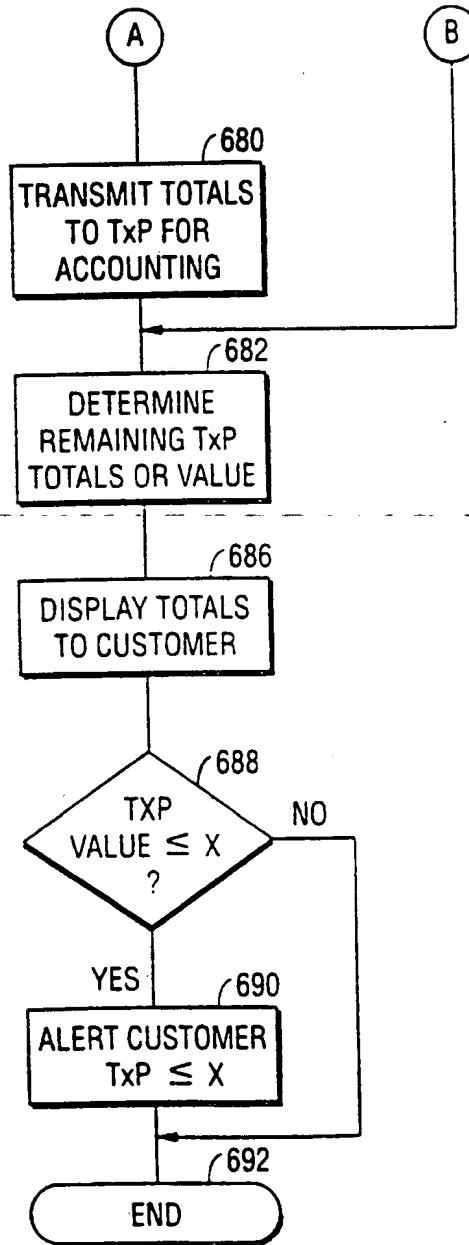 A
B
680
TRANSMIT TOTALS
TO TxP FOR
ACCOUNTING
682
DETERMINE
REMAINING TxP
TOTALS OR VALUE
686
DISPLAY TOTALS
TO CUSTOMER
688
TXP
VALUE ≤ X
?
NO
YES
690
ALERT CUSTOMER
TxP ≤ X
692
END